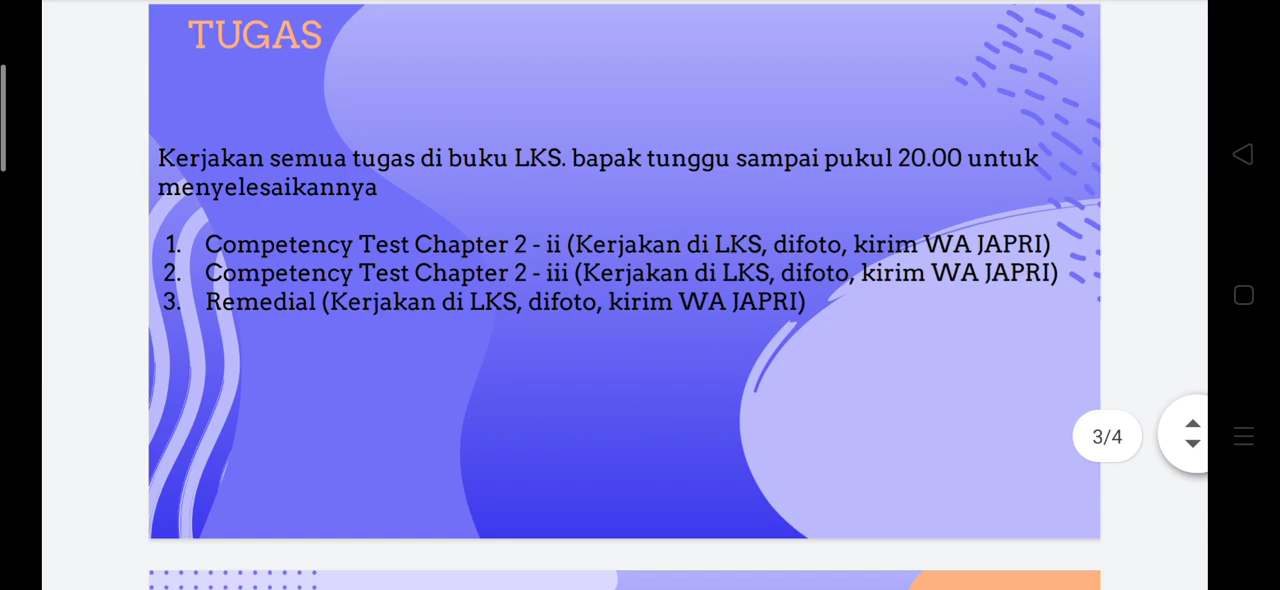 TUGAS
Kerjakan semua tugas di buku LKS. bapak tunggu sampai pukul 20.00 untuk
menyelesaikannya
1. Competency Test Chapter 2 - ii (Kerjakan di LKS, difoto, kirim WA JAPRI)
2. Competency Test Chapter 2 - iii (Kerjakan di LKS, difoto, kirim WA JAPRI)
3. Remedial (Kerjakan di LKS, difoto, kirim WA JAPRI)
3/4